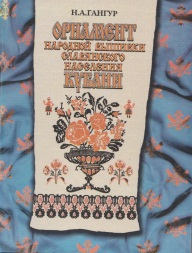 Н.А.ГАНГУР
ОРНАМЕНТ
НАРОДНОЙ ВЫШИВКИ
СЛАВЯНСКОГО
НАСЕЛЕНИЯ
КУБАНИ